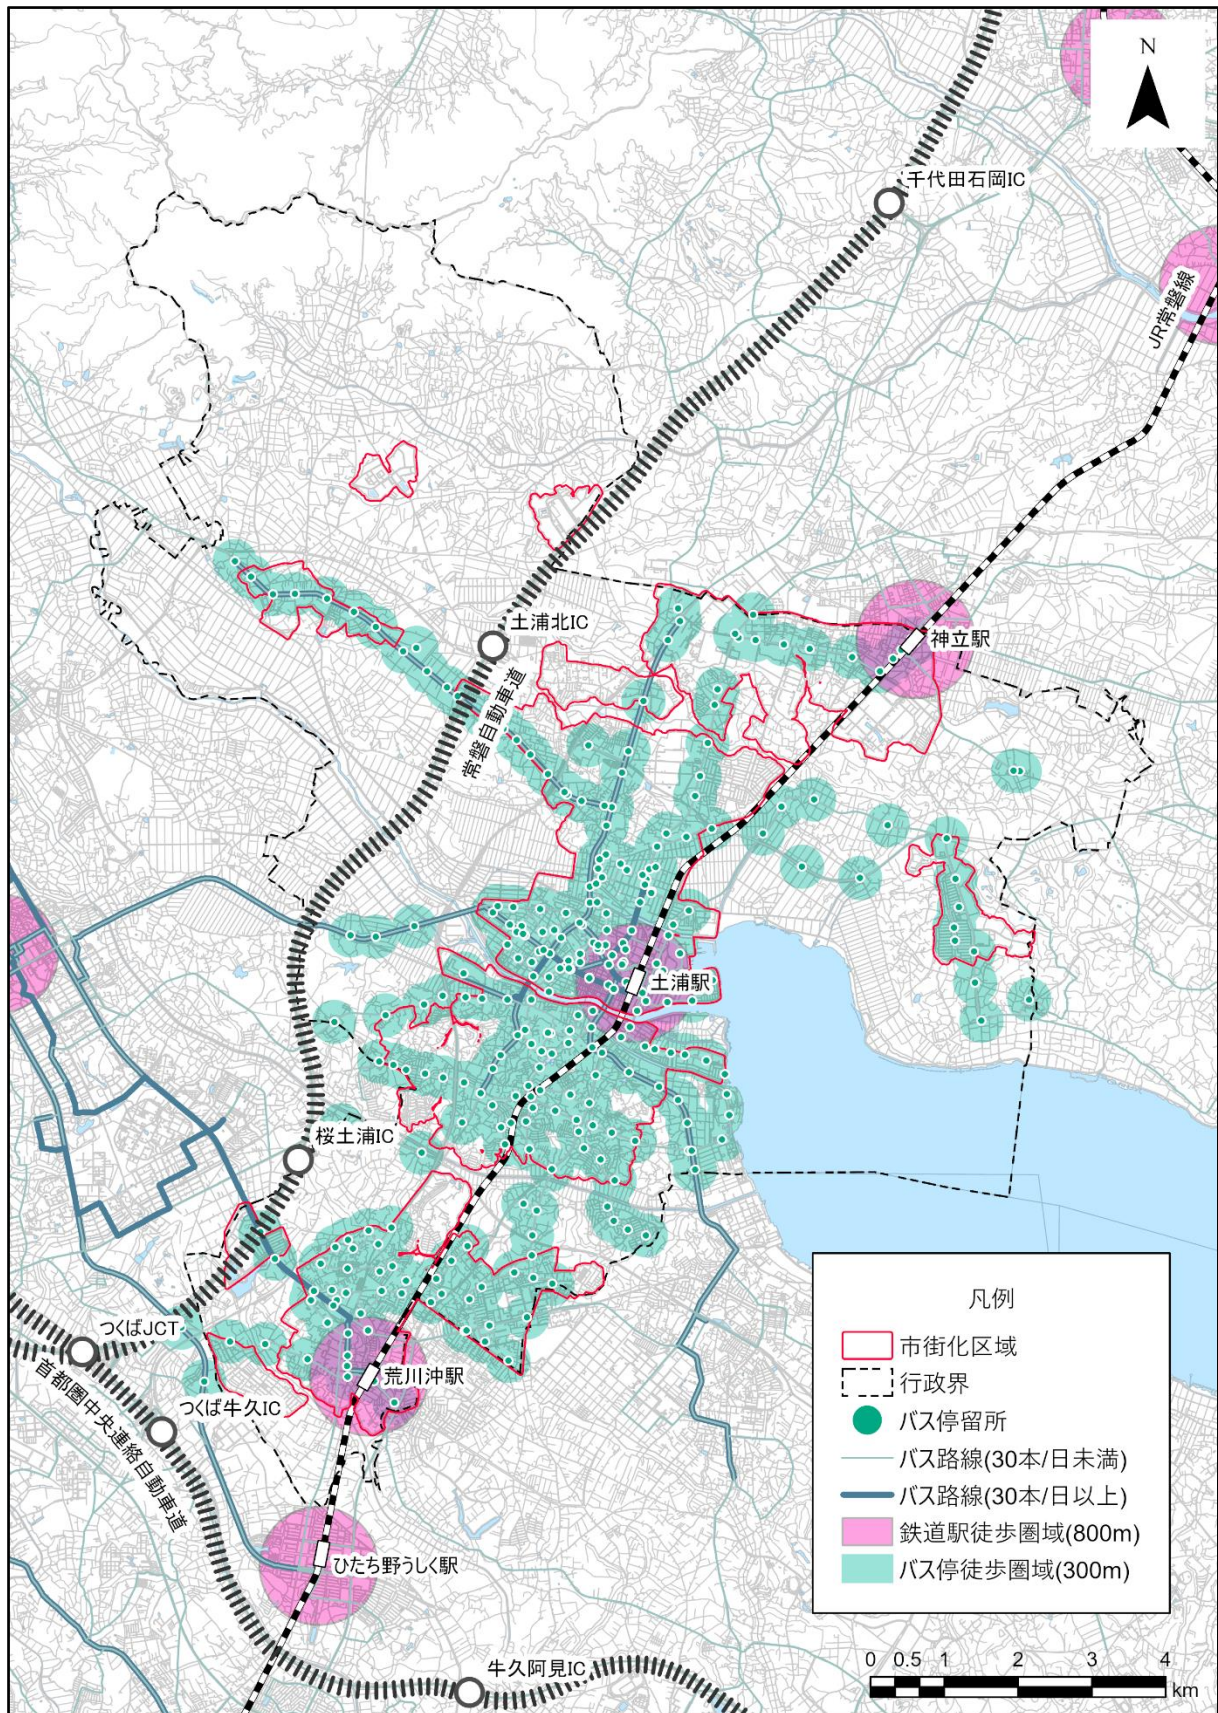 N
千代田石岡IC
JR常磐線
土浦北IC
神立駅
常磐自動車道
土浦駅
桜土浦IC
つくばJCT
荒川沖駅
つくば牛久IC
首都圏中央連絡自動車道
ひたち野うしく駅
牛久阿見IC
凡例
市街化区域
行政界
バス停留所
バス路線(30本/日未満)
バス路線(30本/日以上)
鉄道駅徒歩圏域(800m)
バス停徒歩圏域(300m)
0 0.5 1 2 3 4
km